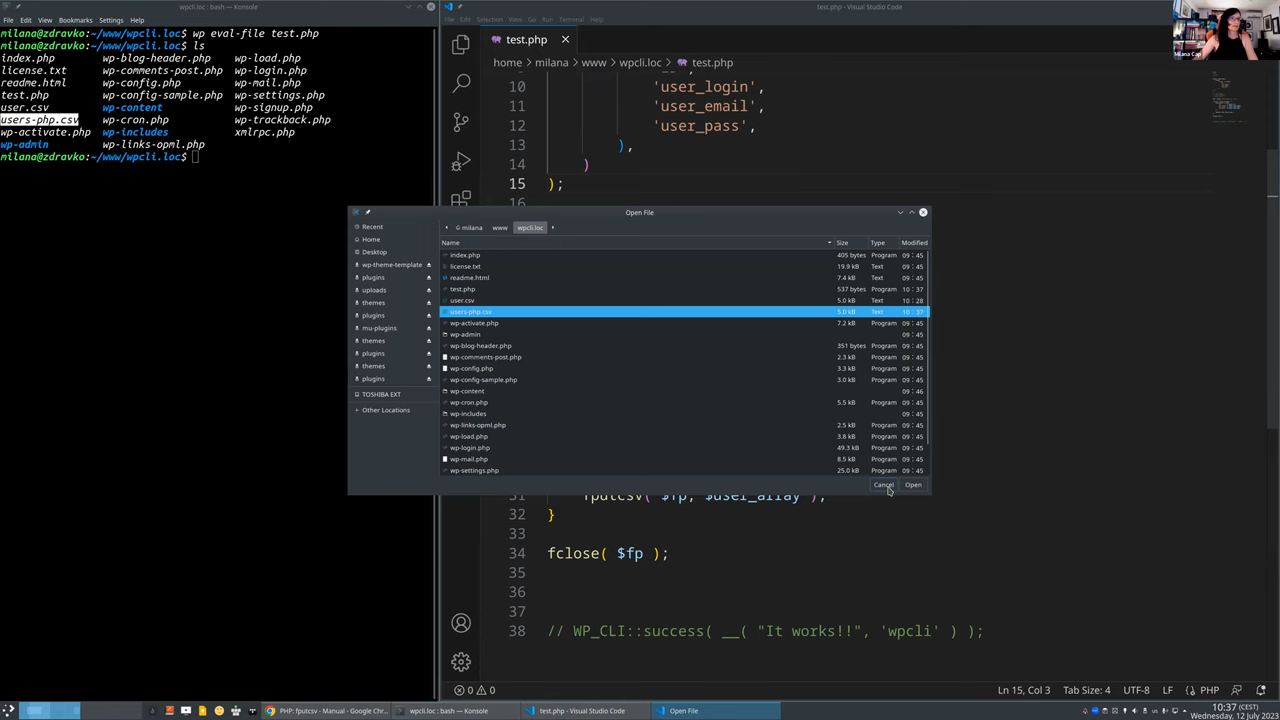 wpcli.loc : bash — Konsole
File Edit View Bookmarks Settings Help
milana@zdravko:~/www/wpcli.loc$ wp eval-file test.php
milana@zdravko:~/www/wpcli.loc$ ls
index.php wp-blog-header.php wp-load.php
license.txt wp-comments-post.php wp-login.php
readme.html wp-config.php wp-mail.php
test.php wp-config-sample.php wp-settings.php
user.csv wp-content wp-signup.php
users-php.csv wp-cron.php wp-trackback.php
wp-activate.php wp-includes xmlrpc.php
wp-admin wp-links-opml.php
milana@zdravko:~/www/wpcli.loc$
test.php - Visual Studio Code
File Edit Selection View Go Run Terminal Help
test.php
home > milana > www > wpcli.loc > test.php
10 'user_login',
11 'user_email',
12 'user_pass',
13 ),
14 )
15 );
16
Open File
milana www wpcli.loc
Recent
Home
Desktop
wp-theme-template
plugins
uploads
themes
plugins
mu-plugins
themes
plugins
themes
plugins
TOSHIBA EXT
Other Locations
Name Size Type Modified
index.php 405 bytes Program 09:45
license.txt 19.9 kB Text 09:45
readme.html 7.4 kB Text 09:45
test.php 537 bytes Program 10:37
user.csv 5.0 kB Text 10:28
users-php.csv 5.0 kB Text 10:37
wp-activate.php 7.2 kB Program 09:45
wp-admin 09:45
wp-blog-header.php 351 bytes Program 09:45
wp-comments-post.php 2.3 kB Program 09:45
wp-config.php 3.3 kB Program 09:45
wp-config-sample.php 3.0 kB Program 09:45
wp-content 09:46
wp-cron.php 5.5 kB Program 09:45
wp-includes 09:45
wp-links-opml.php 2.5 kB Program 09:45
wp-load.php 3.8 kB Program 09:45
wp-login.php 49.3 kB Program 09:45
wp-mail.php 8.5 kB Program 09:45
wp-settings.php 25.0 kB Program 09:45
Cancel Open
31 fputcsv( $fp, $user_array );
32 }
33
34 fclose( $fp );
35
36
37
38 // WP_CLI::success( __( "It works!!", 'wpcli' ) );
0 0 Ln 15, Col 3 Tab Size: 4 UTF-8 LF PHP
Milana Cap
PHP: fputcsv - Manual - Google Chr...
wpcli.loc : bash — Konsole
test.php - Visual Studio Code
Open File
10:37 (CEST)
Wednesday, 12 July 2023